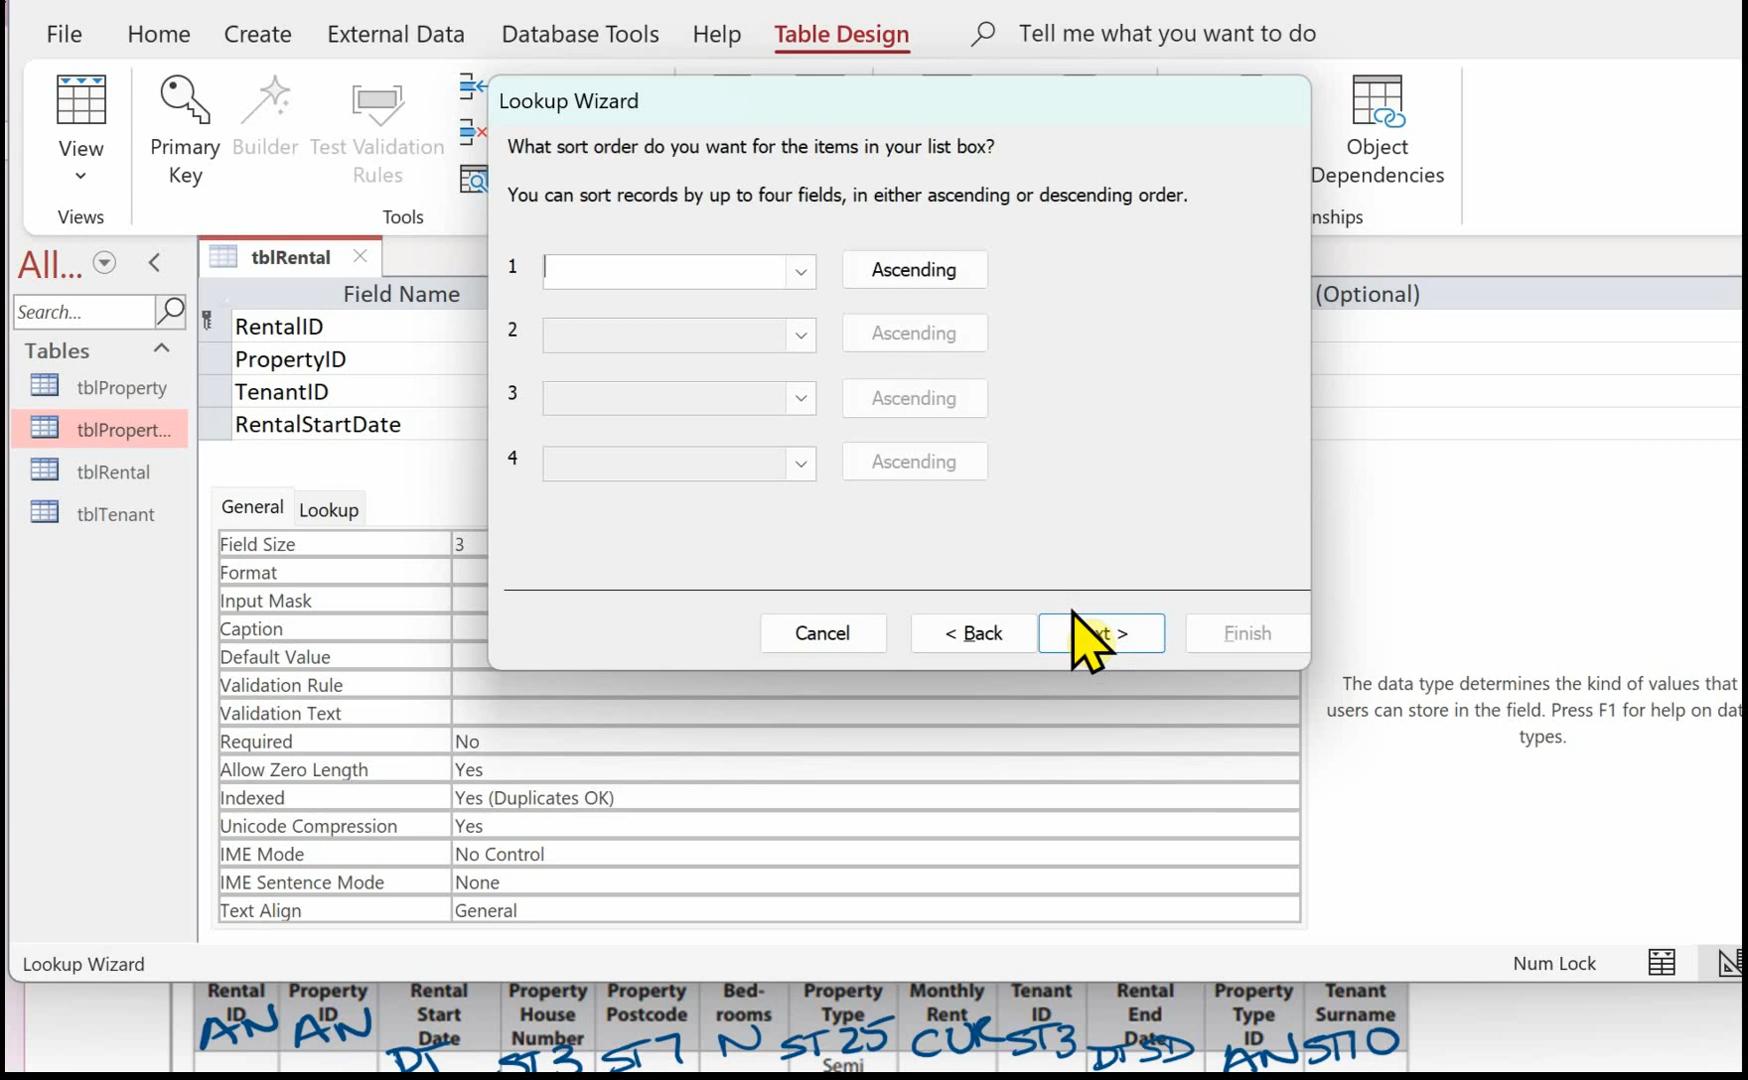 File Home Create External Data Database Tools Help Table Design Tell me what you want to do
View
Primary Key
Builder
Test Validation Rules
Object Dependencies
Views
Tools
nships
Lookup Wizard
What sort order do you want for the items in your list box?
You can sort records by up to four fields, in either ascending or descending order.
1 Ascending
2 Ascending
3 Ascending
4 Ascending
Cancel < Back >
Finish
All...
Search...
Tables
tblProperty
tblPropert...
tblRental
tblTenant
tblRental
Field Name
(Optional)
RentalID
PropertyID
TenantID
RentalStartDate
General Lookup
Field Size 3
Format
Input Mask
Caption
Default Value
Validation Rule
Validation Text
Required No
Allow Zero Length Yes
Indexed Yes (Duplicates OK)
Unicode Compression Yes
IME Mode No Control
IME Sentence Mode None
Text Align General
The data type determines the kind of values that
users can store in the field. Press F1 for help on dat
types.
Lookup Wizard
Num Lock
Rental ID
Property ID
Rental Start Date
Property House Number
Property Postcode
Bed-rooms
Property Type
Monthly Rent
Tenant ID
Rental End Date
Property Type ID
Tenant Surname
AN AN DT ST3 ST7 N ST25 CUR ST3 DTSD AN ST10
Semi